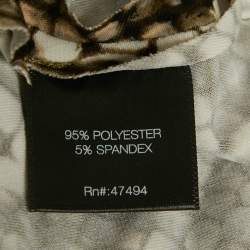 95% POLYESTER
5% SPANDEX
Rn#:47494